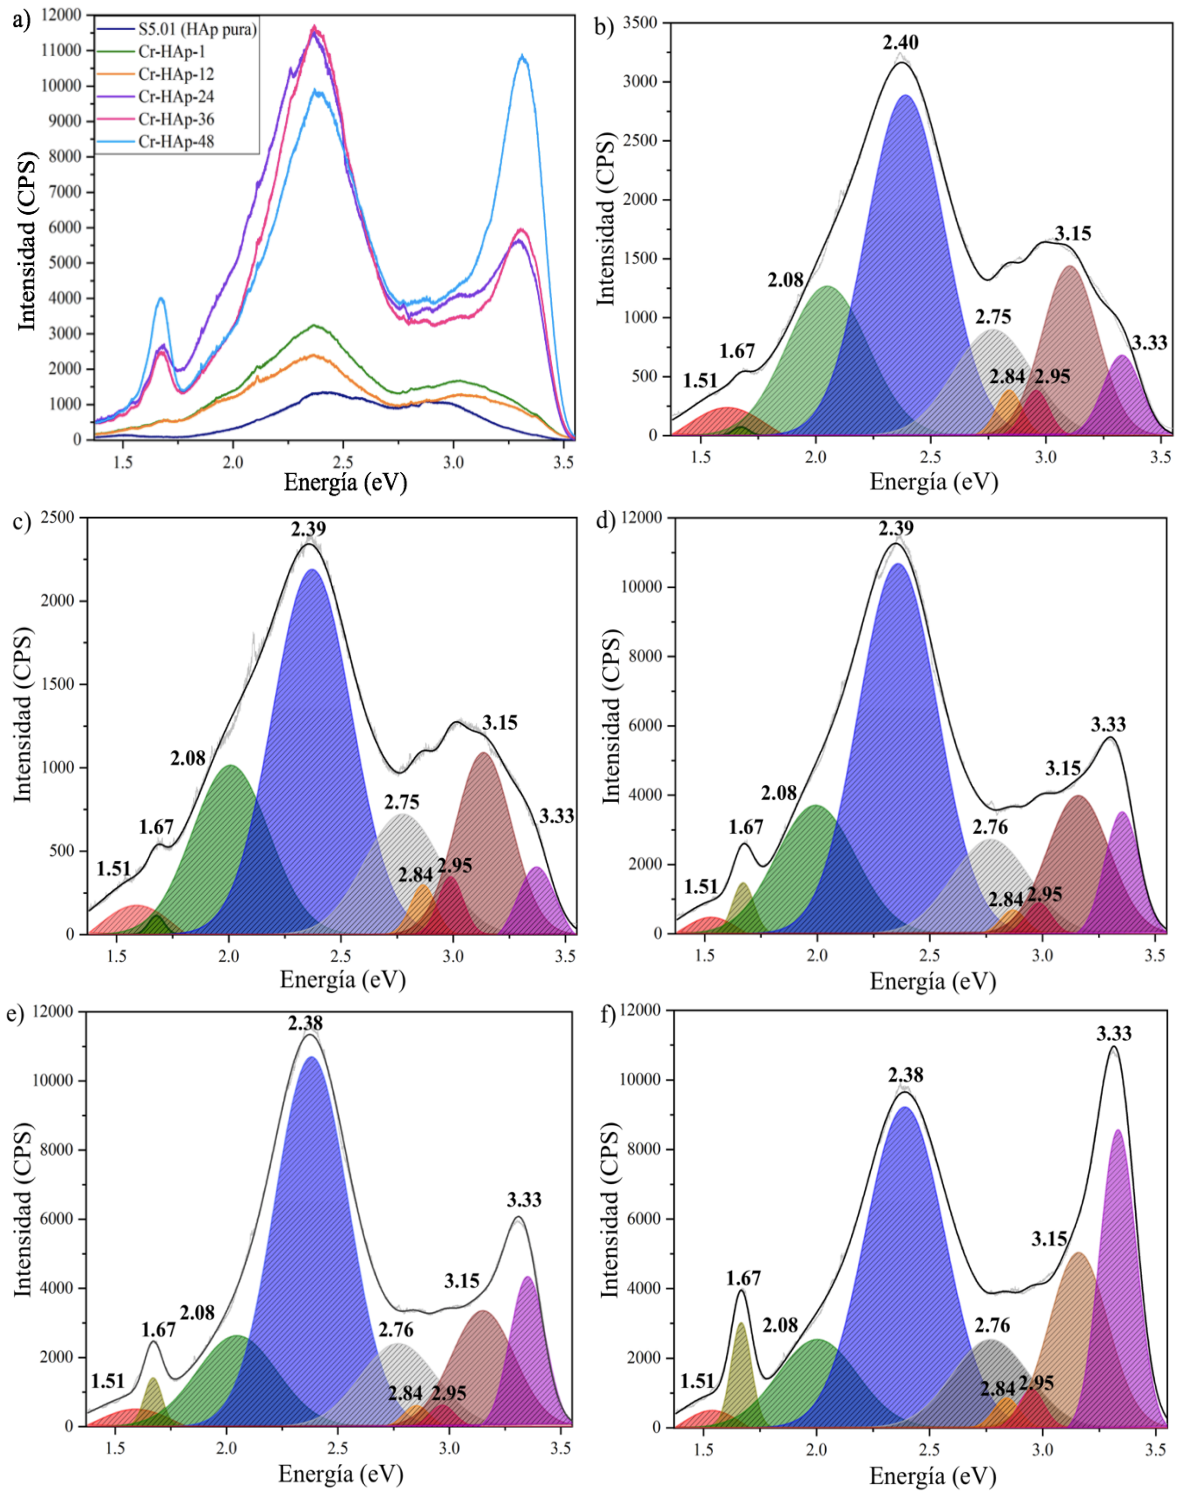 a)
12000
11000
10000
9000
8000
7000
6000
5000
4000
3000
2000
1000
0
Intensidad (CPS)
S5.01 (HAp pura)
Cr-HAp-1
Cr-HAp-12
Cr-HAp-24
Cr-HAp-36
Cr-HAp-48
1.5 2.0 2.5 3.0 3.5
Energía (eV)
b)
3500
3000
2500
2000
1500
1000
500
0
Intensidad (CPS)
2.40
3.15
2.08
2.75
3.33
1.67
1.51
2.84 2.95
1.5 2.0 2.5 3.0 3.5
Energía (eV)
c)
2500
2000
1500
1000
500
0
Intensidad (CPS)
2.39
3.15
2.08
2.75
3.33
1.67
1.51
2.84 2.95
1.5 2.0 2.5 3.0 3.5
Energía (eV)
d)
12000
10000
8000
6000
4000
2000
0
Intensidad (CPS)
2.39
3.33
3.15
2.08
2.76
1.67
1.51
2.84 2.95
1.5 2.0 2.5 3.0 3.5
Energía (eV)
e)
12000
10000
8000
6000
4000
2000
0
Intensidad (CPS)
2.38
3.33
3.15
2.08
2.76
1.67
1.51
2.84 2.95
1.5 2.0 2.5 3.0 3.5
Energía (eV)
f)
12000
10000
8000
6000
4000
2000
0
Intensidad (CPS)
3.33
2.38
3.15
1.67
2.08
2.76
1.51
2.84 2.95
1.5 2.0 2.5 3.0 3.5
Energía (eV)